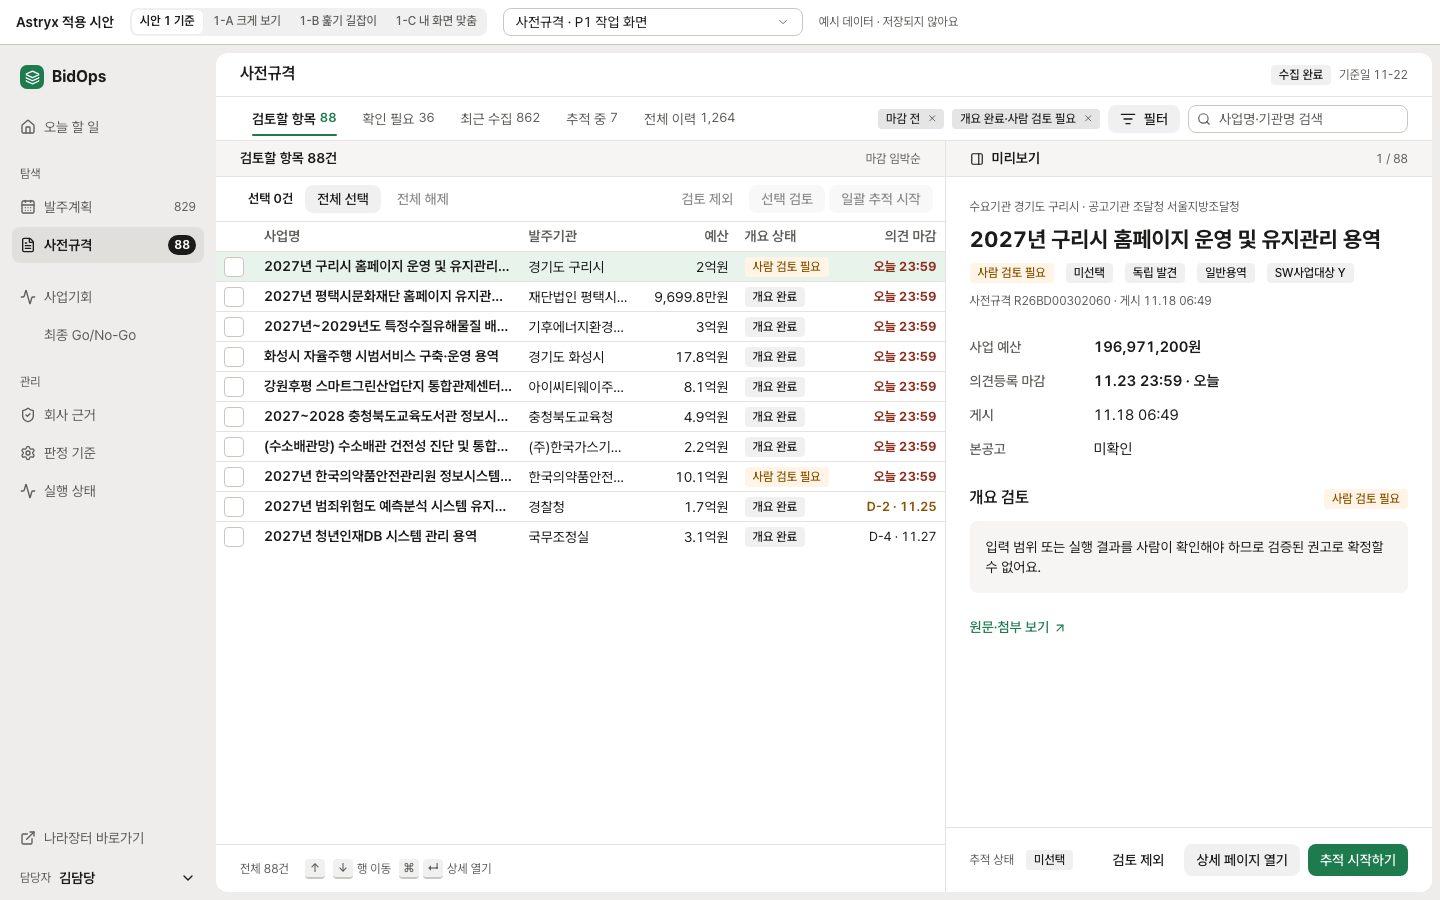 Astryx 적용 시안
시안 1 기준 1-A 크게 보기 1-B 훑기 길잡이 1-C 내 화면 맞춤
사전규격 · P1 작업 화면
예시 데이터 · 저장되지 않아요
BidOps
오늘 할 일
탐색
발주계획 829
사전규격 88
사업기회
최종 Go/No-Go
관리
회사 근거
판정 기준
실행 상태
나라장터 바로가기
담당자 김담당
사전규격
수집 완료 기준일 11-22
검토할 항목 88 확인 필요 36 최근 수집 862 추적 중 7 전체 이력 1,264
마감 전 × 개요 완료·사람 검토 필요 × 필터 사업명·기관명 검색
검토할 항목 88건 마감 임박순
선택 0건 전체 선택 전체 해제 검토 제외 선택 검토 일괄 추적 시작
사업명 발주기관 예산 개요 상태 의견 마감
2027년 구리시 홈페이지 운영 및 유지관리... 경기도 구리시 2억원 사람 검토 필요 오늘 23:59
2027년 평택시문화재단 홈페이지 유지관... 재단법인 평택시... 9,699.8만원 개요 완료 오늘 23:59
2027년~2029년도 특정수질유해물질 배... 기후에너지환경... 3억원 개요 완료 오늘 23:59
화성시 자율주행 시범서비스 구축·운영 용역 경기도 화성시 17.8억원 개요 완료 오늘 23:59
강원후평 스마트그린산업단지 통합관제센터... 아이씨티웨이주... 8.1억원 개요 완료 오늘 23:59
2027~2028 충청북도교육도서관 정보시... 충청북도교육청 4.9억원 개요 완료 오늘 23:59
(수소배관망) 수소배관 건전성 진단 및 통합... (주)한국가스기... 2.2억원 개요 완료 오늘 23:59
2027년 한국의약품안전관리원 정보시스템... 한국의약품안전... 10.1억원 사람 검토 필요 오늘 23:59
2027년 범죄위험도 예측분석 시스템 유지... 경찰청 1.7억원 개요 완료 D-2 · 11.25
2027년 청년인재DB 시스템 관리 용역 국무조정실 3.1억원 개요 완료 D-4 · 11.27
전체 88건 ↑ ↓ 행 이동 ⌘ ↵ 상세 열기
미리보기 1 / 88
수요기관 경기도 구리시 · 공고기관 조달청 서울지방조달청
2027년 구리시 홈페이지 운영 및 유지관리 용역
사람 검토 필요 미선택 독립 발견 일반용역 SW사업대상 Y
사전규격 R26BD00302060 · 게시 11.18 06:49
사업 예산 196,971,200원
의견등록 마감 11.23 23:59 · 오늘
게시 11.18 06:49
본공고 미확인
개요 검토 사람 검토 필요
입력 범위 또는 실행 결과를 사람이 확인해야 하므로 검증된 권고로 확정할
수 없어요.
원문·첨부 보기
추적 상태 미선택 검토 제외 상세 페이지 열기 추적 시작하기